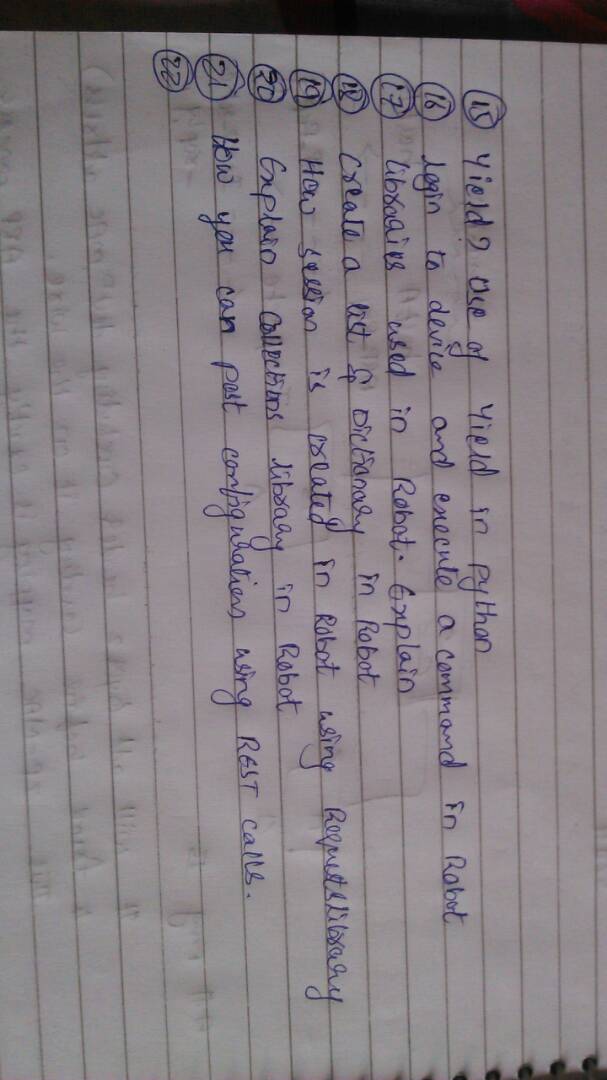 15 Yield? Use of Yield in python
16 login to device and execute a command in Robot
17 Libraries used in Robot. Explain
18 Create a list & Dictionary in Robot
19 How session is created in Robot using RequestsLibrary
20 Explain Collections library in Robot
21 How you can post configurations using REST calls.
22